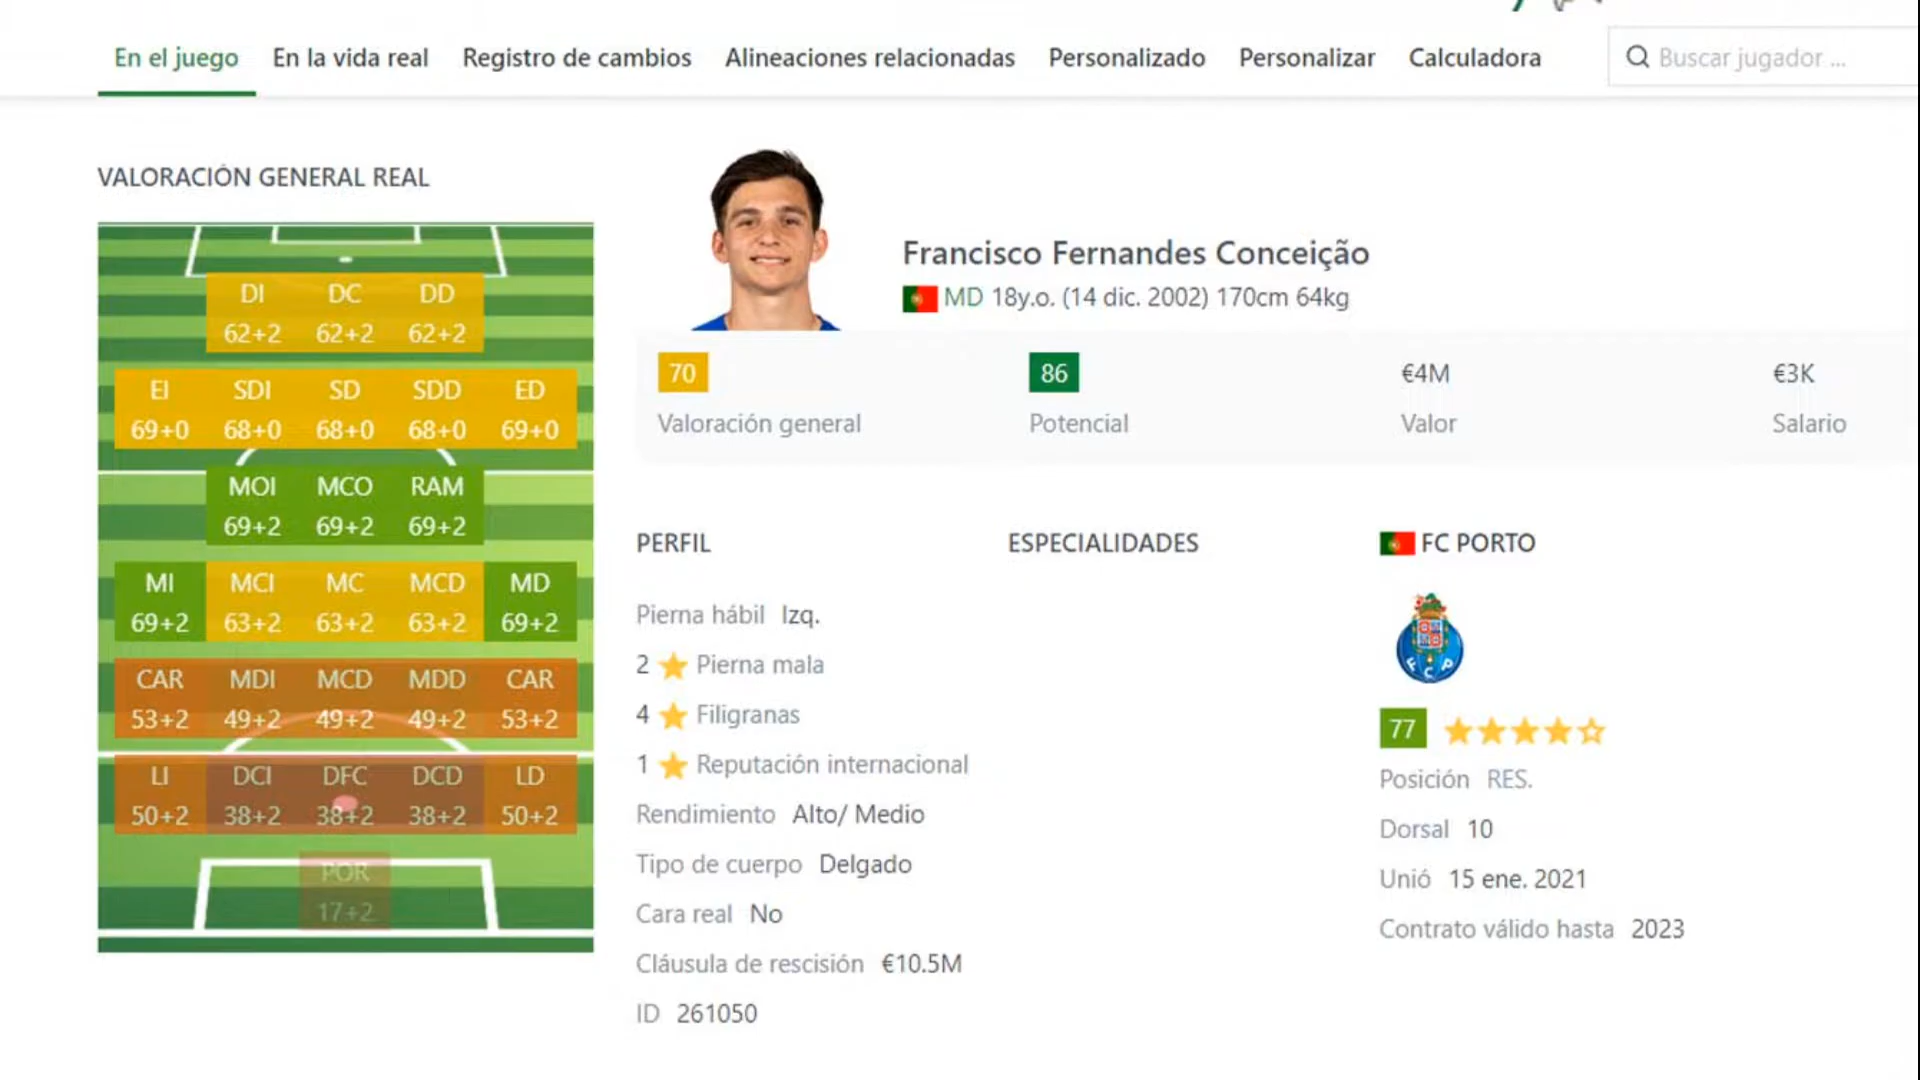 En el juego En la vida real Registro de cambios Alineaciones relacionadas Personalizado Personalizar Calculadora Buscar jugador ...
VALORACIÓN GENERAL REAL
DI DC DD
62+2 62+2 62+2
EI SDI SD SDD ED
69+0 68+0 68+0 68+0 69+0
MOI MCO RAM
69+2 69+2 69+2
MI MCI MC MCD MD
69+2 63+2 63+2 63+2 69+2
CAR MDI MCD MDD CAR
53+2 49+2 49+2 49+2 53+2
LI DCI DFC DCD LD
50+2 38+2 38+2 38+2 50+2
POR
17+2
Francisco Fernandes Conceição
MD 18y.o. (14 dic. 2002) 170cm 64kg
70 86 €4M €3K
Valoración general Potencial Valor Salario
PERFIL
Pierna hábil Izq.
2 Pierna mala
4 Filigranas
1 Reputación internacional
Rendimiento Alto/ Medio
Tipo de cuerpo Delgado
Cara real No
Cláusula de rescisión €10.5M
ID 261050
ESPECIALIDADES
FC PORTO
FCP
77
Posición RES.
Dorsal 10
Unió 15 ene. 2021
Contrato válido hasta 2023